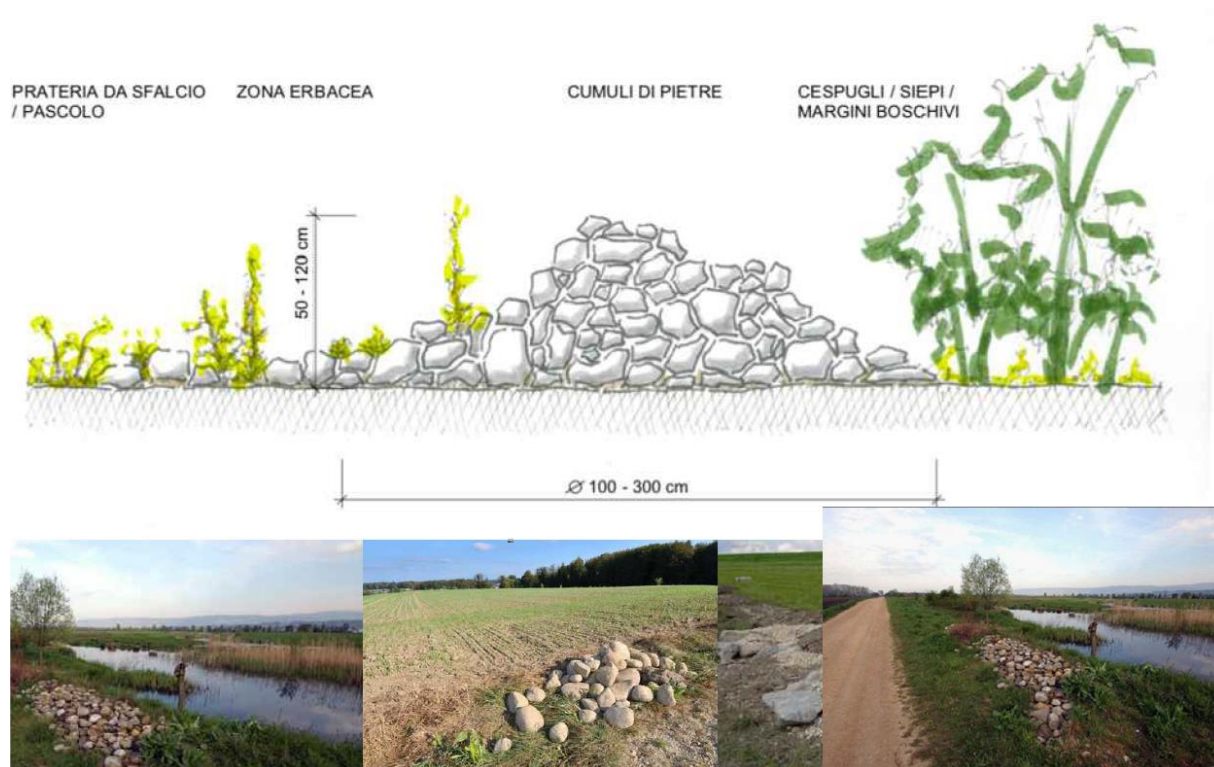 PRATERIA DA SFALCIO
/ PASCOLO
ZONA ERBACEA
CUMULI DI PIETRE
CESPUGLI / SIEPI /
MARGINI BOSCHIVI
50 - 120 cm
Ø 100 - 300 cm